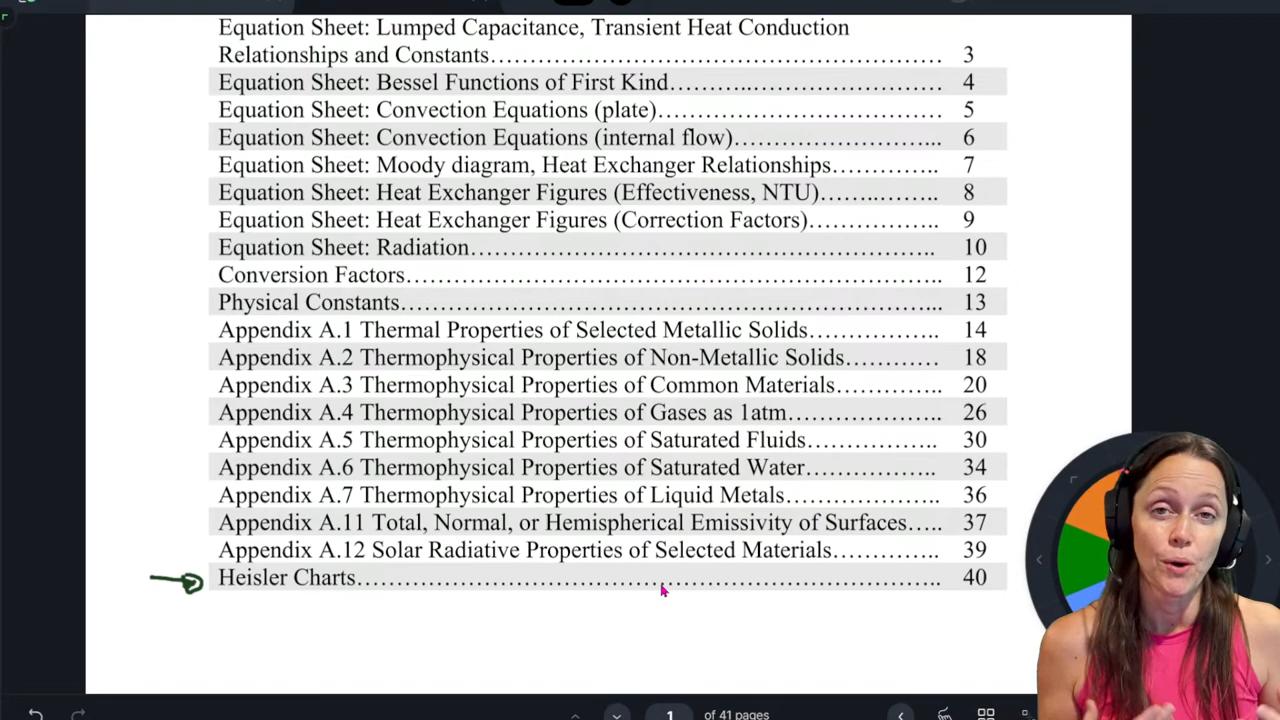 Equation Sheet: Lumped Capacitance, Transient Heat Conduction
Relationships and Constants……………………………………………… 3
Equation Sheet: Bessel Functions of First Kind………..…………………… 4
Equation Sheet: Convection Equations (plate)……………………………… 5
Equation Sheet: Convection Equations (internal flow)……………………... 6
Equation Sheet: Moody diagram, Heat Exchanger Relationships………….. 7
Equation Sheet: Heat Exchanger Figures (Effectiveness, NTU)……..…….. 8
Equation Sheet: Heat Exchanger Figures (Correction Factors)…………….. 9
Equation Sheet: Radiation………………………………………………….. 10
Conversion Factors………………………………………………………….. 12
Physical Constants…………………………………………………………... 13
Appendix A.1 Thermal Properties of Selected Metallic Solids…………….. 14
Appendix A.2 Thermophysical Properties of Non-Metallic Solids………… 18
Appendix A.3 Thermophysical Properties of Common Materials………….. 20
Appendix A.4 Thermophysical Properties of Gases as 1atm……………….. 26
Appendix A.5 Thermophysical Properties of Saturated Fluids…………….. 30
Appendix A.6 Thermophysical Properties of Saturated Water…………….. 34
Appendix A.7 Thermophysical Properties of Liquid Metals……………….. 36
Appendix A.11 Total, Normal, or Hemispherical Emissivity of Surfaces….. 37
Appendix A.12 Solar Radiative Properties of Selected Materials………….. 39
Heisler Charts……………………………………………………………….. 40
1 of 41 pages